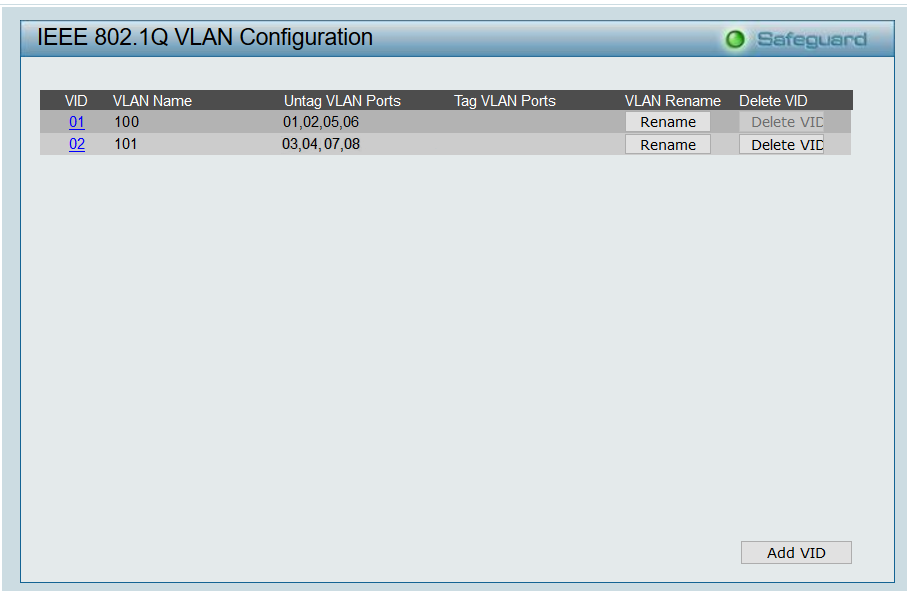 IEEE 802.1Q VLAN Configuration
Safeguard
VID VLAN Name Untag VLAN Ports Tag VLAN Ports VLAN Rename Delete VID
01 100 01,02,05,06 Rename Delete VID
02 101 03,04,07,08 Rename Delete VID
Add VID